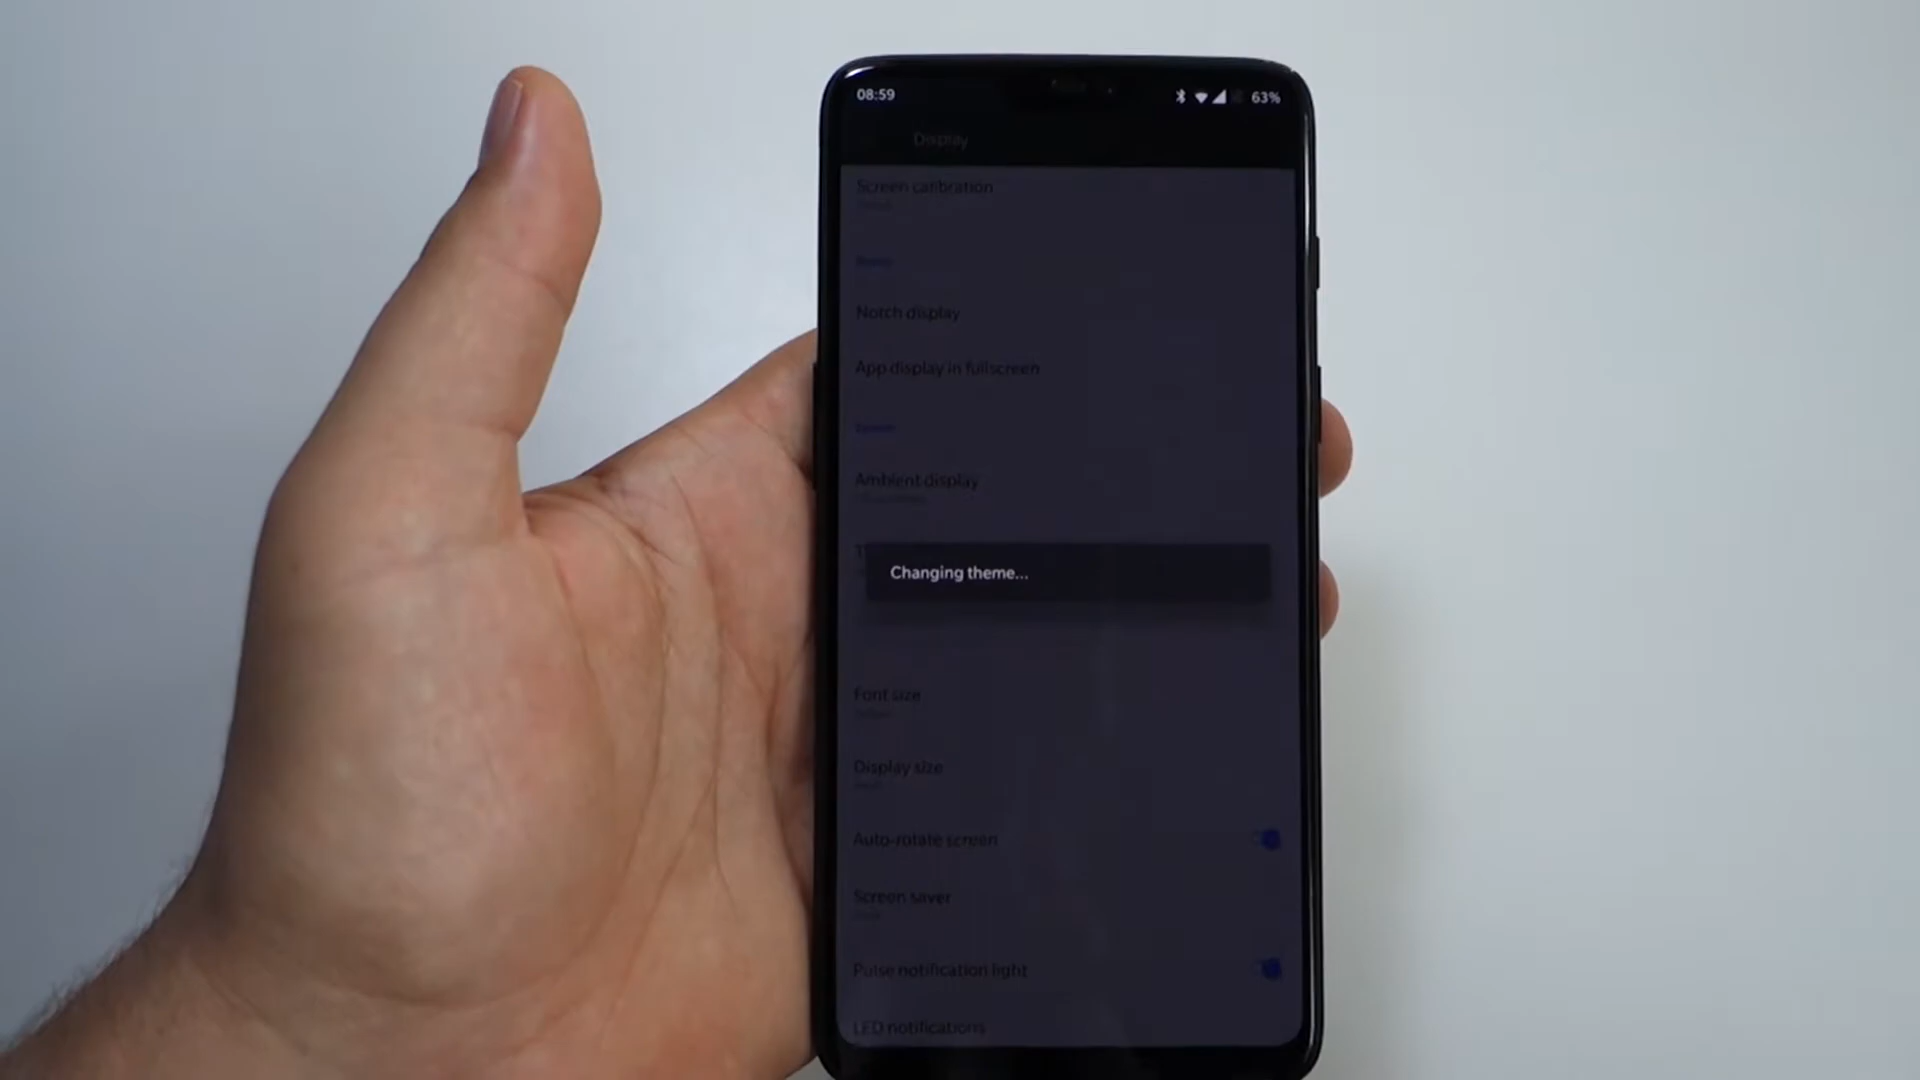 08:59
63%
Display
Screen calibration
Notch display
App display in fullscreen
Ambient display
Changing theme...
Font size
Display size
Auto-rotate screen
Screen saver
Pulse notification light
LED notifications